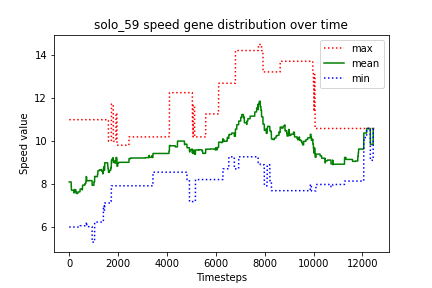 solo_59 speed gene distribution over time
max
mean
min
Speed value
14
12
10
8
6
0 2000 4000 6000 8000 10000 12000
Timesteps